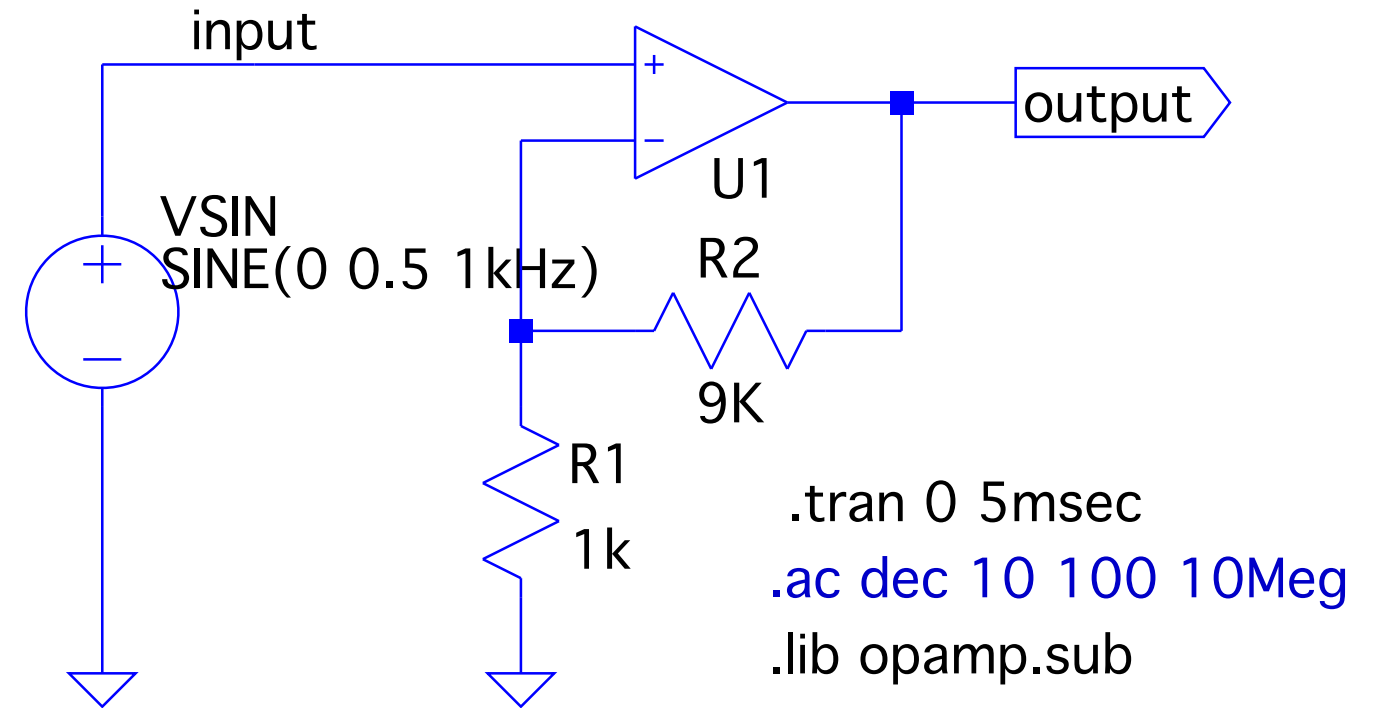 input
+
−
output
U1
VSIN
SINE(0 0.5 1kHz)
+
−
R2
9K
R1
1k
.tran 0 5msec
.ac dec 10 100 10Meg
.lib opamp.sub